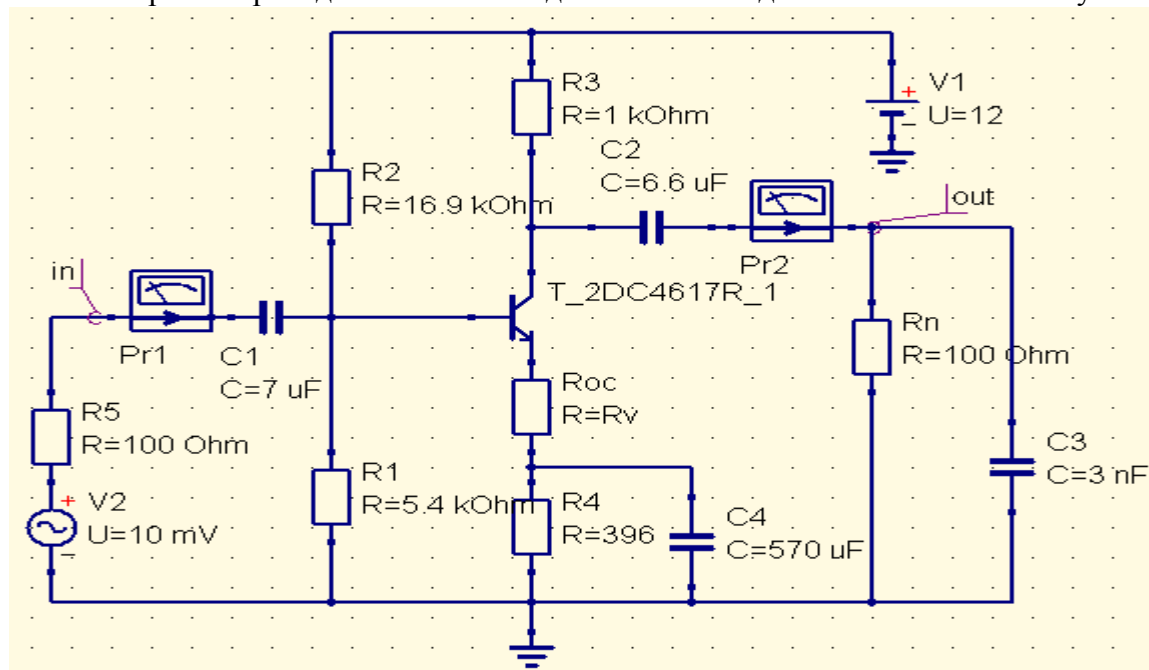 R3
R=1 kOhm
V1
U=12
C2
C=6.6 uF
R2
R=16.9 kOhm
out
in
Pr2
T_2DC4617R_1
Pr1
C1
C=7 uF
Rn
R=100 Ohm
Roc
R=Rv
R5
R=100 Ohm
C3
C=3 nF
V2
U=10 mV
R1
R=5.4 kOhm
R4
R=396
C4
C=570 uF